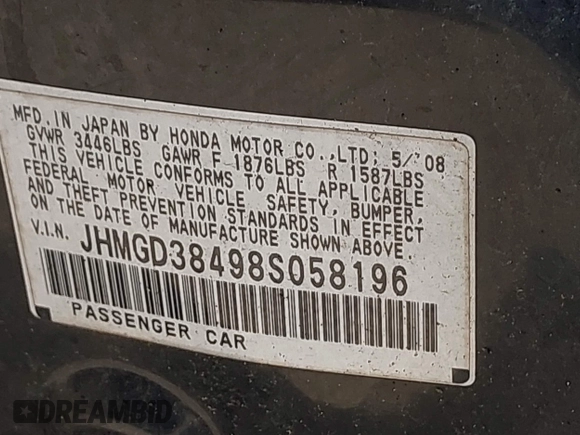 MFD.IN JAPAN BY HONDA MOTOR CO.,LTD; 5/'08
GVWR 3446LBS GAWR F 1876LBS R 1587LBS
THIS VEHICLE CONFORMS TO ALL APPLICABLE
FEDERAL MOTOR VEHICLE SAFETY, BUMPER,
AND THEFT PREVENTION STANDARDS IN EFFECT
ON THE DATE OF MANUFACTURE SHOWN ABOVE.
V.I.N. JHMGD38498S058196
PASSENGER CAR
DREAMBID